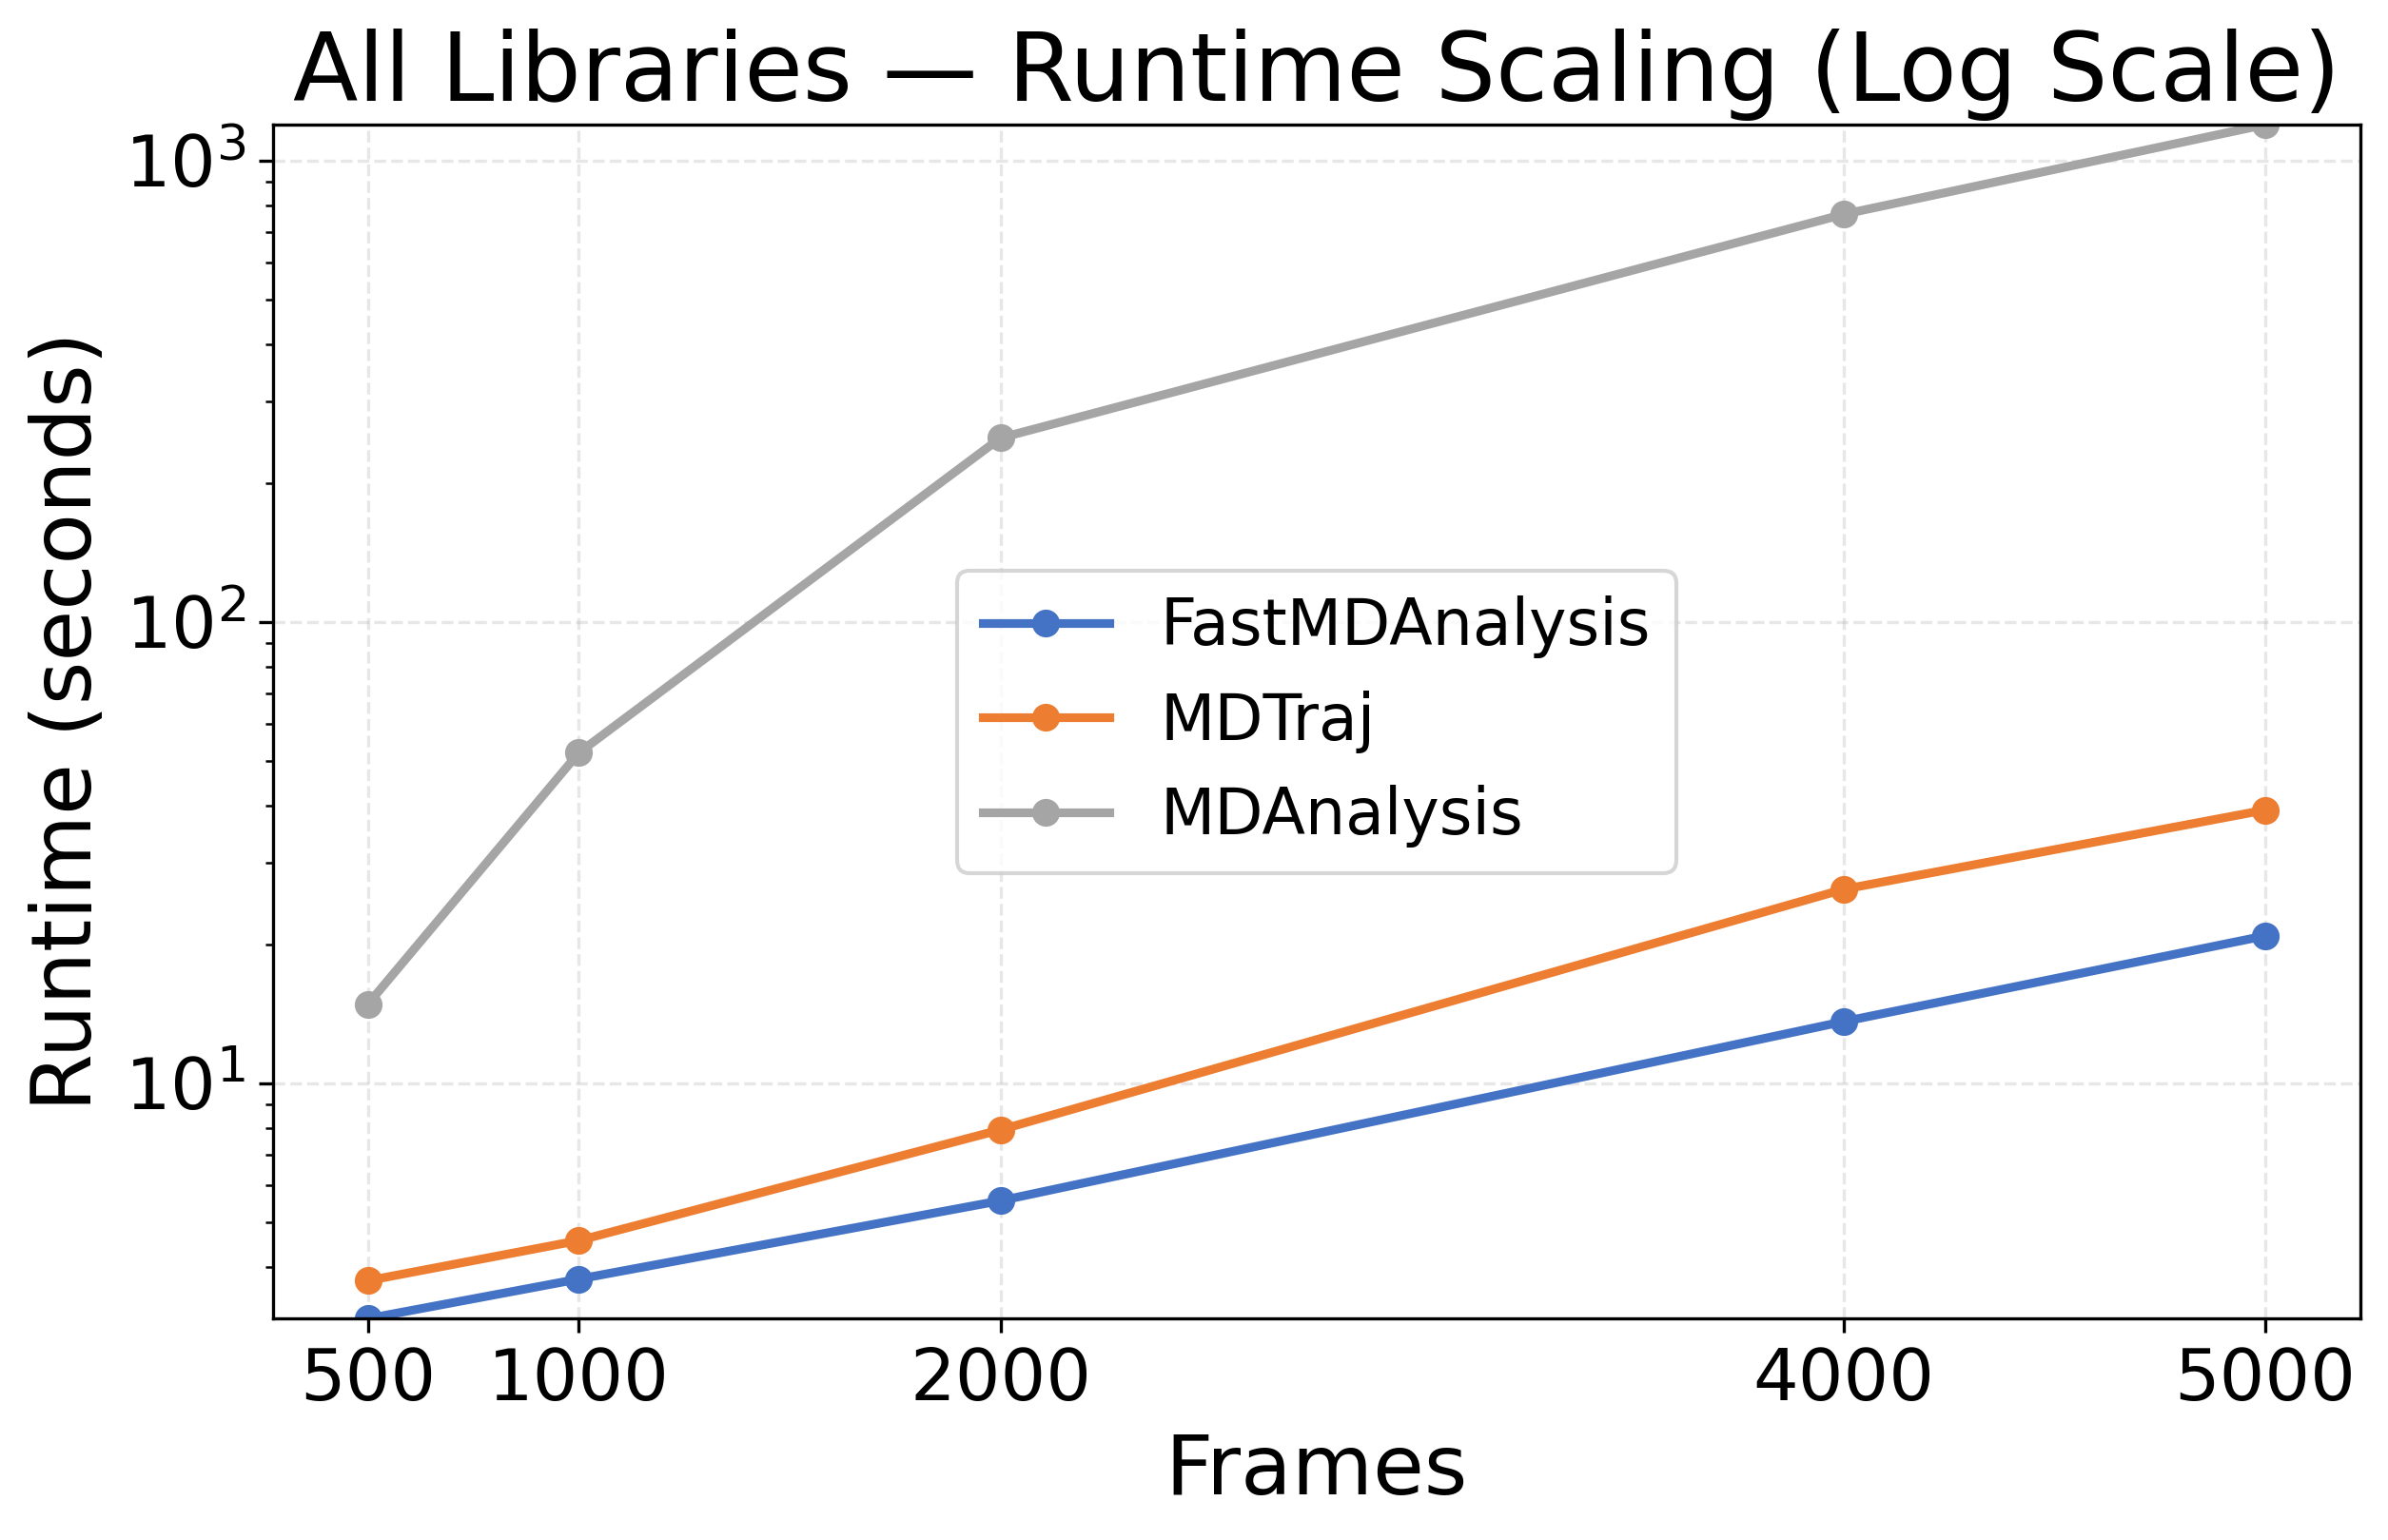 All Libraries — Runtime Scaling (Log Scale)
Runtime (seconds)
10³
10²
10¹
FastMDAnalysis
MDTraj
MDAnalysis
500 1000 2000 4000 5000
Frames